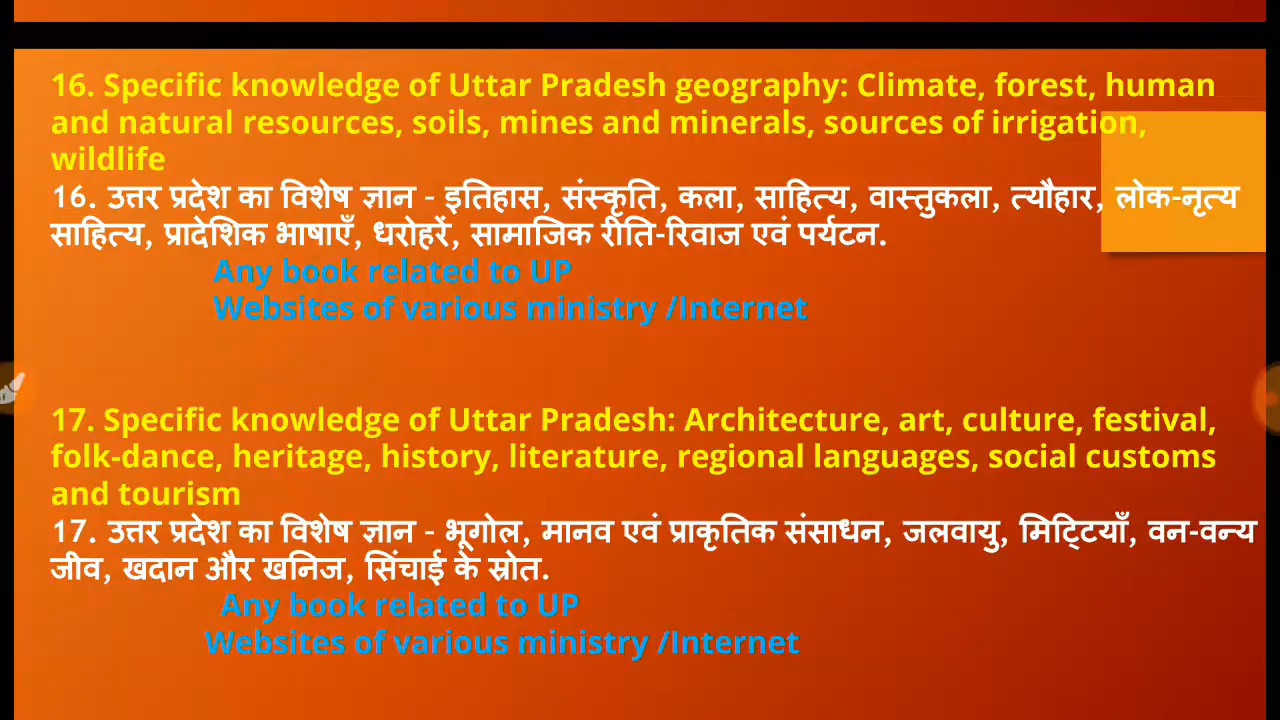 16. Specific knowledge of Uttar Pradesh geography: Climate, forest, human
and natural resources, soils, mines and minerals, sources of irrigation,
wildlife
16. उत्तर प्रदेश का विशेष ज्ञान - इतिहास, संस्कृति, कला, साहित्य, वास्तुकला, त्यौहार, लोक-नृत्य
साहित्य, प्रादेशिक भाषाएँ, धरोहरें, सामाजिक रीति-रिवाज एवं पर्यटन.
Any book related to UP
Websites of various ministry /Internet
17. Specific knowledge of Uttar Pradesh: Architecture, art, culture, festival,
folk-dance, heritage, history, literature, regional languages, social customs
and tourism
17. उत्तर प्रदेश का विशेष ज्ञान - भूगोल, मानव एवं प्राकृतिक संसाधन, जलवायु, मिट्टियाँ, वन-वन्य
जीव, खदान और खनिज, सिंचाई के स्रोत.
Any book related to UP
Websites of various ministry /Internet